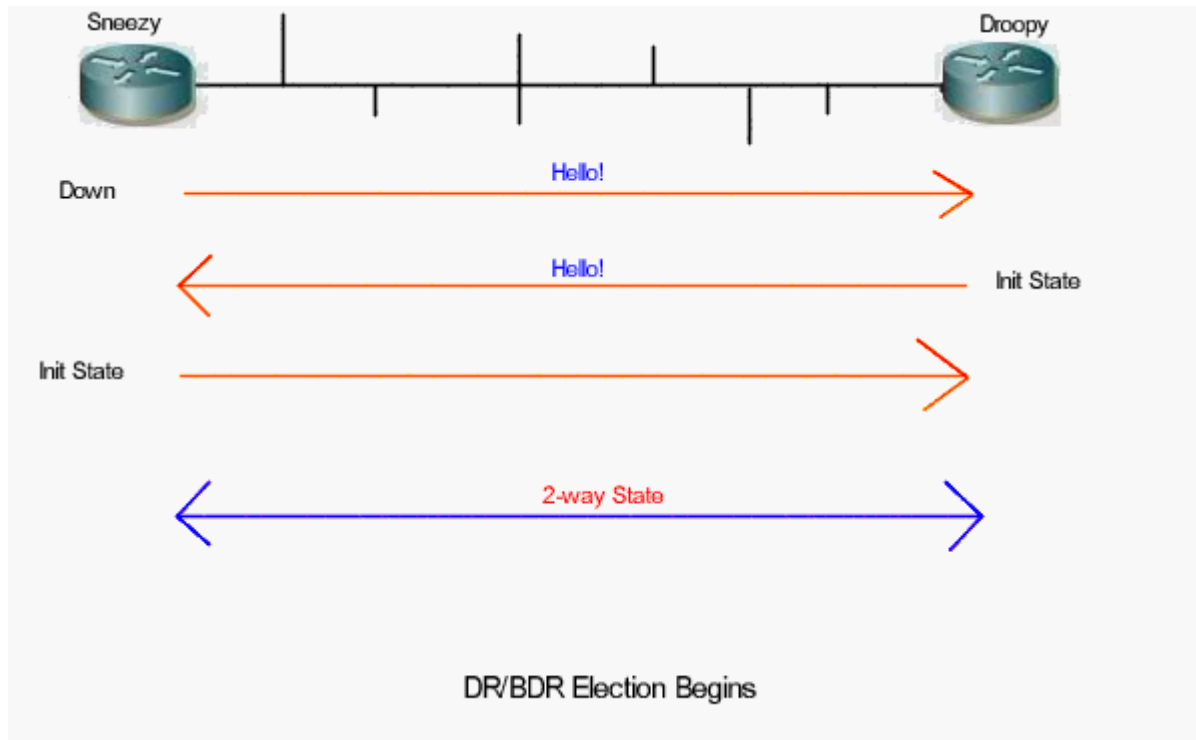 Sneezy
Droopy
Hello!
Down
Hello!
Init State
Init State
2-way State
DR/BDR Election Begins